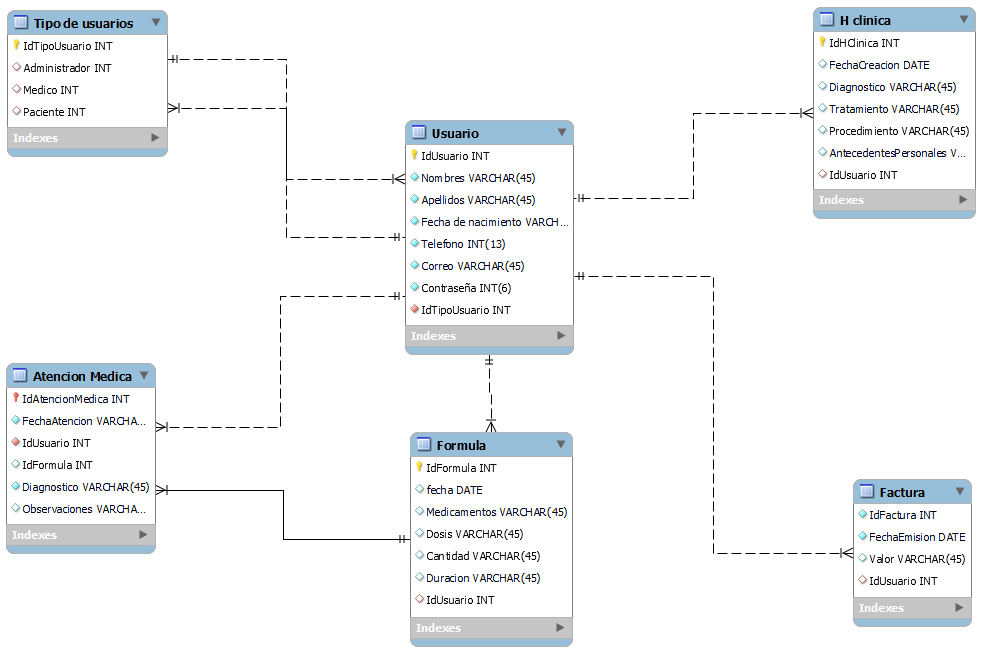 Tipo de usuarios
IdTipoUsuario INT
Administrador INT
Medico INT
Paciente INT
Indexes
H clinica
IdHClinica INT
FechaCreacion DATE
Diagnostico VARCHAR(45)
Tratamiento VARCHAR(45)
Procedimiento VARCHAR(45)
AntecedentesPersonales V...
IdUsuario INT
Indexes
Usuario
IdUsuario INT
Nombres VARCHAR(45)
Apellidos VARCHAR(45)
Fecha de nacimiento VARCH...
Telefono INT(13)
Correo VARCHAR(45)
Contraseña INT(6)
IdTipoUsuario INT
Indexes
Atencion Medica
IdAtencionMedica INT
FechaAtencion VARCHA...
IdUsuario INT
IdFormula INT
Diagnostico VARCHAR(45)
Observaciones VARCHA...
Indexes
Formula
IdFormula INT
fecha DATE
Medicamentos VARCHAR(45)
Dosis VARCHAR(45)
Cantidad VARCHAR(45)
Duracion VARCHAR(45)
IdUsuario INT
Indexes
Factura
IdFactura INT
FechaEmision DATE
Valor VARCHAR(45)
IdUsuario INT
Indexes